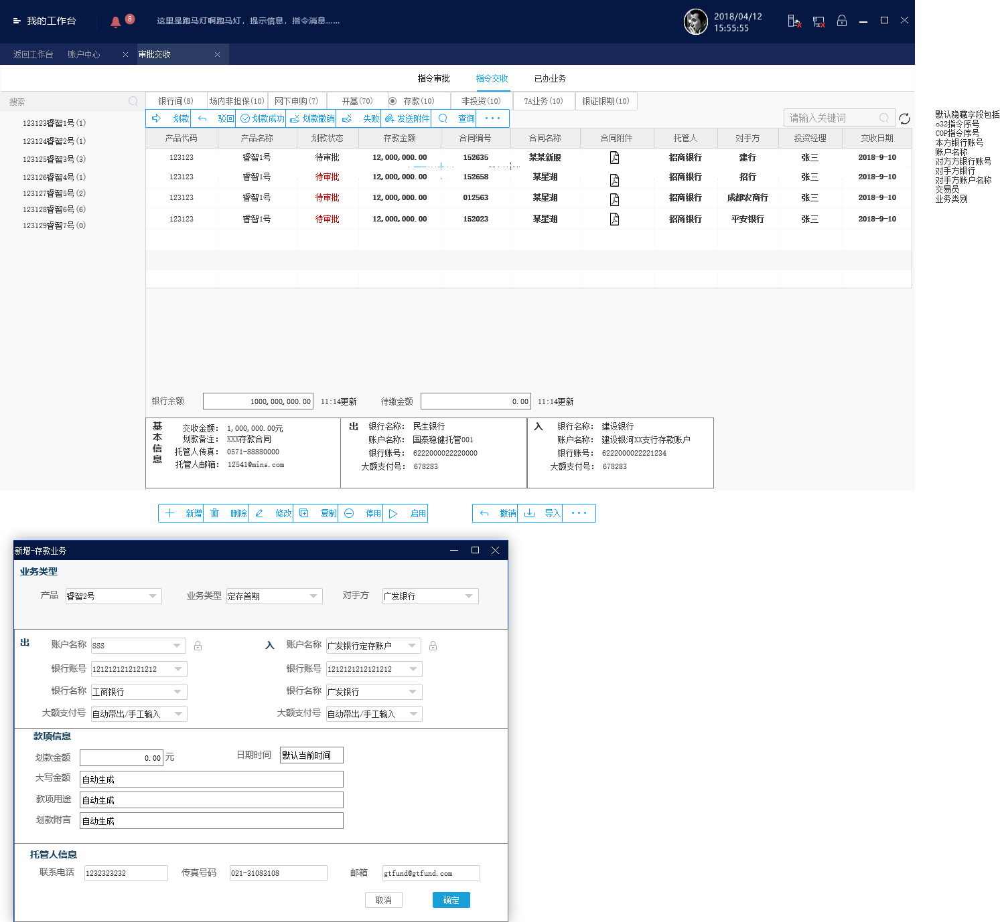 我的工作台 8 这里是跑马灯啊跑马灯，提示信息，指令消息...... 2018/04/12
15:55:55
返回工作台 账户中心 审批交收
指令审批 指令交收 已办业务
搜索
银行间(8) 场内非担保(10) 网下申购(7) 开基(70) 存款(10) 非投资(10) TA业务(10) 银证银期(10)
划款 驳回 划款成功 划款撤销 失败 发送附件 查询 ··· 请输入关键词
123123睿智1号(1)
123124睿智2号(1)
123125睿智3号(3)
123126睿智4号(1)
123127睿智5号(2)
123128睿智6号(6)
123129睿智7号(0)
产品代码 产品名称 划款状态 存款金额 合同编号 合同名称 合同附件 托管人 对手方 投资经理 交收日期
123123 睿智1号 待审批 12,000,000.00 152635 某某新股 招商银行 建行 张三 2018-9-10
123123 睿智1号 待审批 12,000,000.00 152658 某星湖 招商银行 招行 张三 2018-9-10
123123 睿智1号 待审批 12,000,000.00 012563 某星湖 招商银行 成都农商行 张三 2018-9-10
123123 睿智1号 待审批 12,000,000.00 152023 某星湖 招商银行 平安银行 张三 2018-9-10
默认隐藏字段包括
o32指令序号
COP指令序号
本方银行账号
账户名称
对方方银行账号
对手方银行
对手方账户名称
交易员
业务类别
银行余额 1000,000,000.00 11:14更新 待缴金额 0.00 11:14更新
基本信息
交收金额： 1,000,000.00元
划款备注： XXX存款合同
托管人传真： 0571-88880000
托管人邮箱： 12541@mins.com
出 银行名称： 民生银行
账户名称： 国泰稳健托管001
银行账号： 6222000022220000
大额支付号： 678283
入 银行名称： 建设银行
账户名称： 建设银河XX支行存款账户
银行账号： 6222000022221234
大额支付号： 678283
新增 删除 修改 复制 停用 启用 撤销 导入 ···
新增-存款业务
业务类型
产品 睿智2号 业务类型 定存首期 对手方 广发银行
出 账户名称 SSS 入 账户名称 广发银行定存账户
银行账号 1212121212121212 银行账号 1212121212121212
银行名称 工商银行 银行名称 广发银行
大额支付号 自动带出/手工输入 大额支付号 自动带出/手工输入
款项信息
划款金额 0.00 元 日期时间 默认当前时间
大写金额 自动生成
款项用途 自动生成
划款附言 自动生成
托管人信息
联系电话 1232323232 传真号码 021-31083108 邮箱 gtfund@gtfund.com
取消 确定